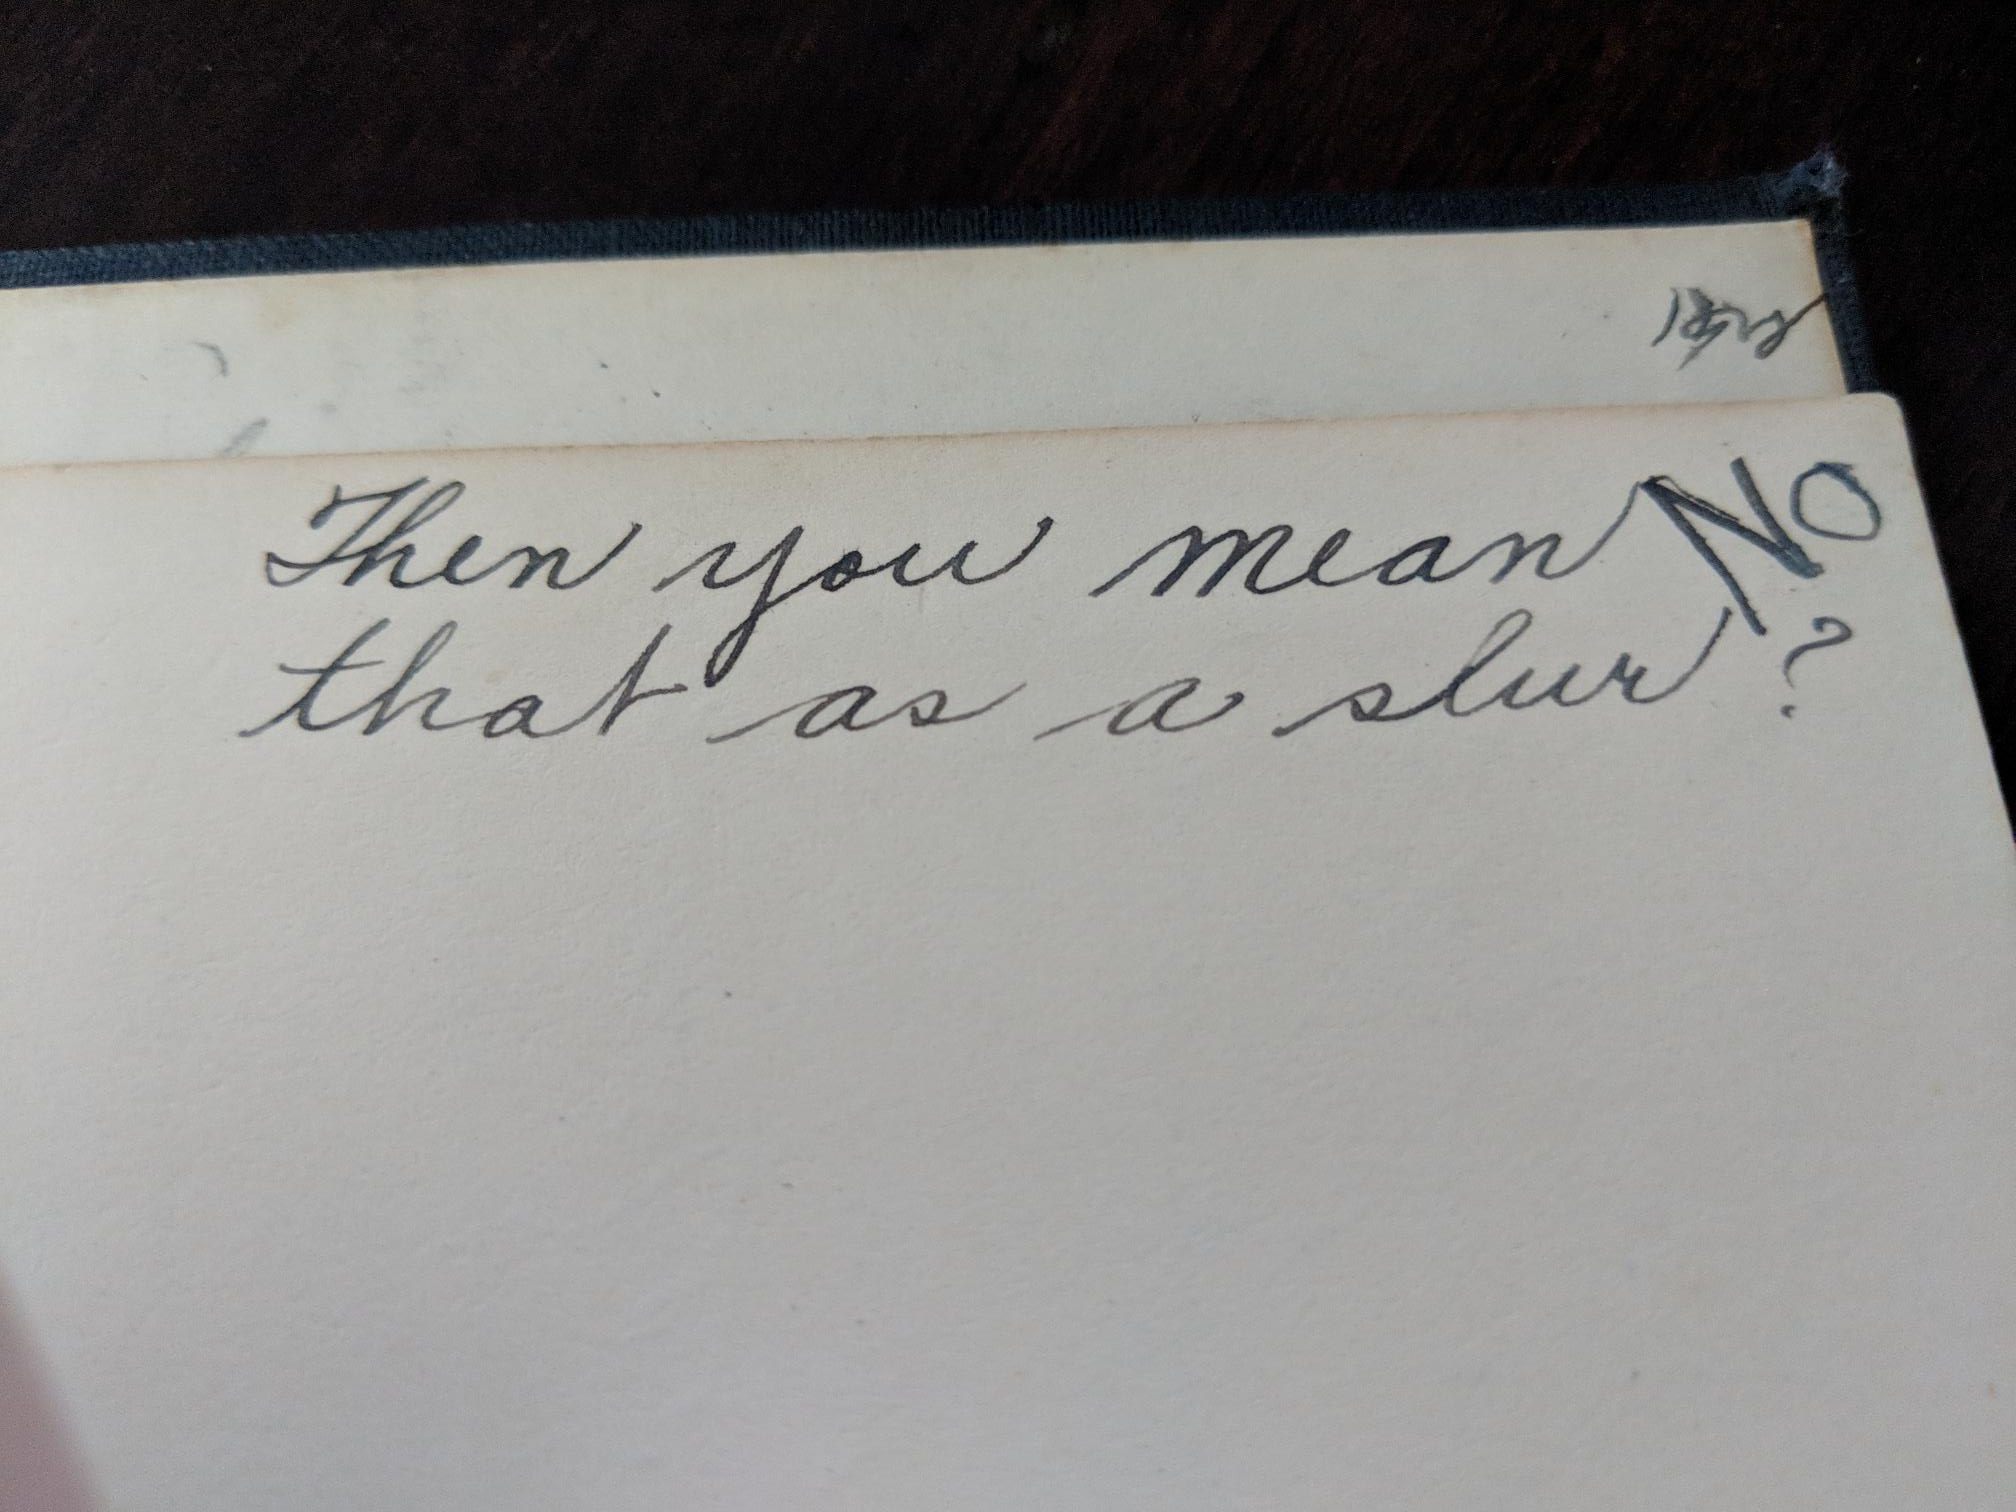 Then you mean NO
that as a slur?